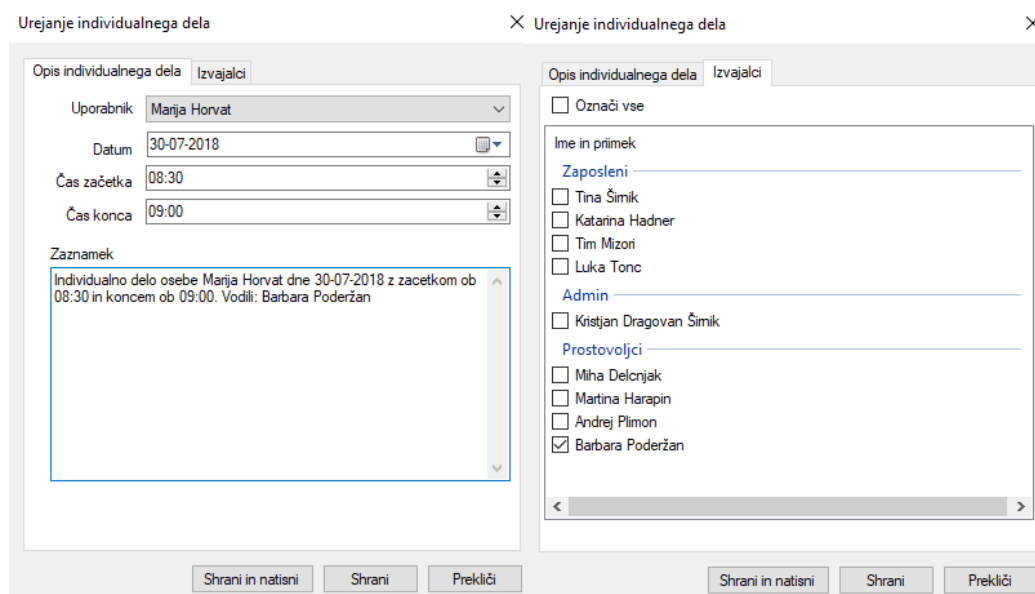 Urejanje individualnega dela
Opis individualnega dela Izvajalci
Uporabnik Marija Horvat
Datum 30-07-2018
Čas začetka 08:30
Čas konca 09:00
Zaznamek
Individualno delo osebe Marija Horvat dne 30-07-2018 z zacetkom ob
08:30 in koncem ob 09:00. Vodili: Barbara Poderžan
Shrani in natisni Shrani Prekliči
Urejanje individualnega dela
Opis individualnega dela Izvajalci
Označi vse
Ime in priimek
Zaposleni
Tina Šimik
Katarina Hadner
Tim Mizori
Luka Tonc
Admin
Kristjan Dragovan Šimik
Prostovoljci
Miha Delcnjak
Martina Harapin
Andrej Plimon
Barbara Poderžan
Shrani in natisni Shrani Prekliči